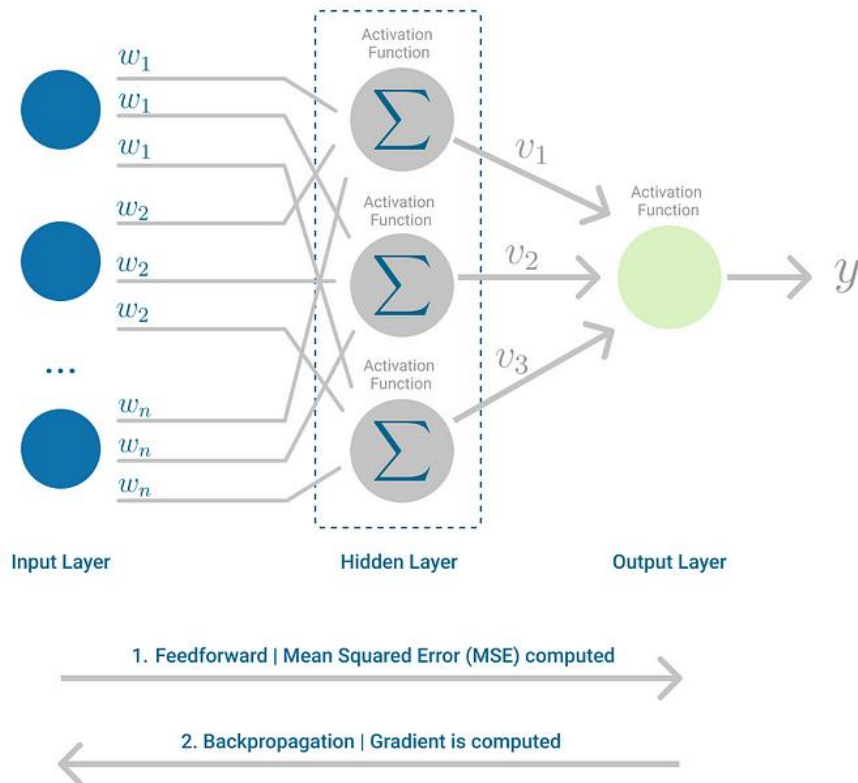 Activation
Function
w₁
w₁
w₁
Σ
v₁
w₂
Activation
Function
Activation
Function
w₂
Σ
v₂
y
w₂
...
Activation
Function
v₃
wₙ
wₙ
Σ
wₙ
Input Layer
Hidden Layer
Output Layer
1. Feedforward | Mean Squared Error (MSE) computed
2. Backpropagation | Gradient is computed